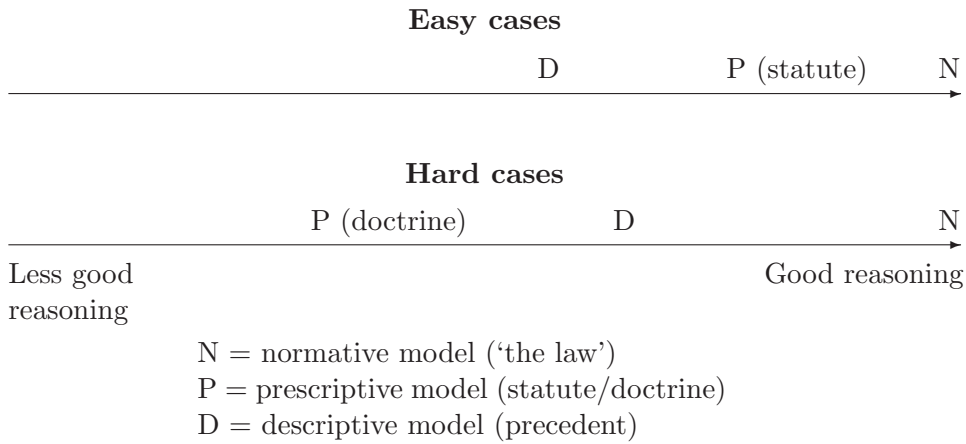 Easy cases
D P (statute) N
Hard cases
P (doctrine) D N
Less good Good reasoning
reasoning
N = normative model (‘the law’)
P = prescriptive model (statute/doctrine)
D = descriptive model (precedent)